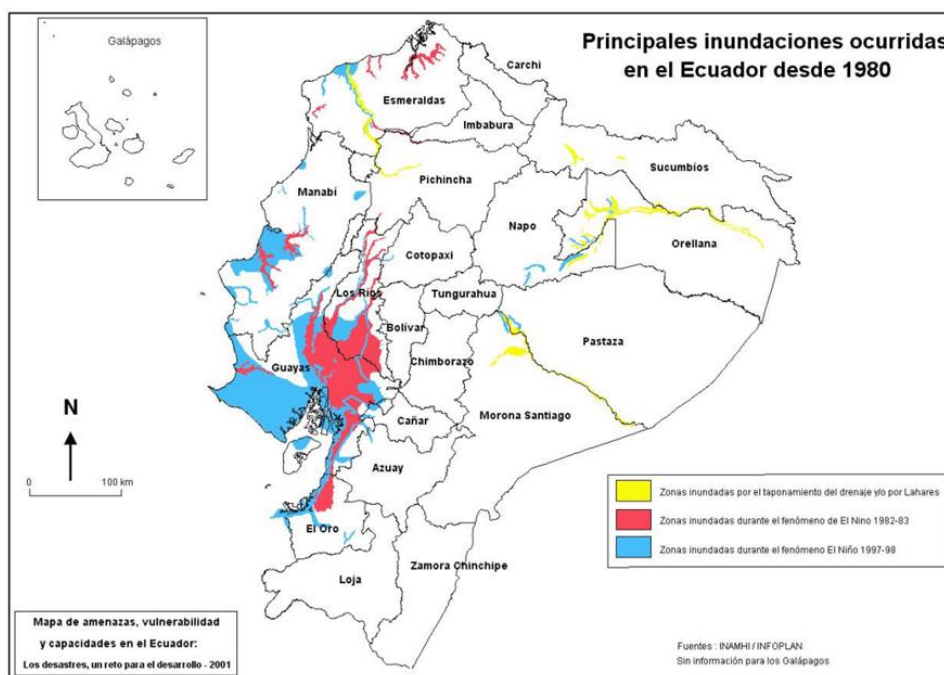 Galápagos
Principales inundaciones ocurridas
en el Ecuador desde 1980
Carchi
Esmeraldas
Imbabura
Sucumbíos
Pichincha
Manabí
Napo
Orellana
Cotopaxi
Los Ríos
Tungurahua
Bolívar
Pastaza
Chimborazo
Guayas
Morona Santiago
N
Cañar
Azuay
0 100 km
El Oro
Zamora Chinchipe
Loja
Zonas inundadas por el taponamiento del drenaje y/o por Lahares
Zonas inundadas durante el fenómeno de El Nino 1982-83
Zonas inundadas durante el fenómeno El Niño 1997-98
Mapa de amenazas, vulnerabilidad
y capacidades en el Ecuador:
Los desastres, un reto para el desarrollo - 2001
Fuentes : INAMHI / INFOPLAN
Sin información para los Galápagos